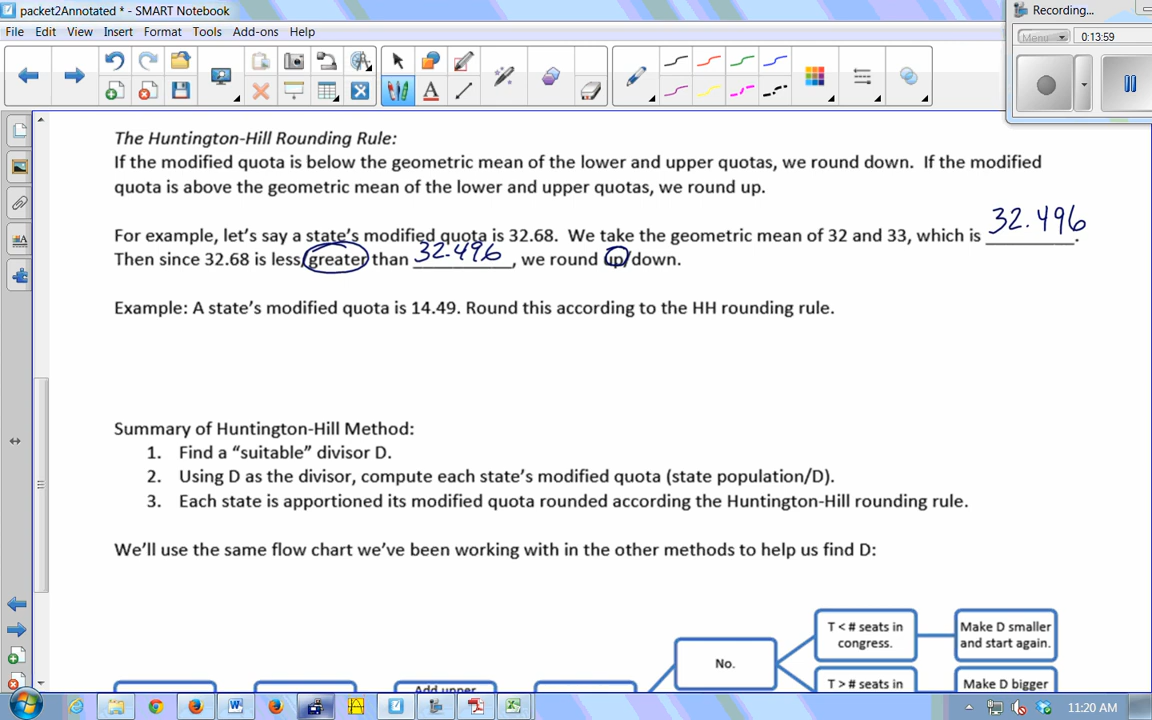 packet2Annotated * - SMART Notebook
Recording...
File Edit View Insert Format Tools Add-ons Help
Menu
0:13:59
The Huntington-Hill Rounding Rule:
If the modified quota is below the geometric mean of the lower and upper quotas, we round down. If the modified
quota is above the geometric mean of the lower and upper quotas, we round up.
For example, let's say a state's modified quota is 32.68. We take the geometric mean of 32 and 33, which is 32.496.
Then since 32.68 is less/greater than 32.496, we round up/down.
Example: A state's modified quota is 14.49. Round this according to the HH rounding rule.
Summary of Huntington-Hill Method:
1. Find a “suitable” divisor D.
2. Using D as the divisor, compute each state's modified quota (state population/D).
3. Each state is apportioned its modified quota rounded according the Huntington-Hill rounding rule.
We'll use the same flow chart we've been working with in the other methods to help us find D:
T < # seats in
congress.
Make D smaller
and start again.
No.
T > # seats in
Make D bigger
Add upper
11:20 AM